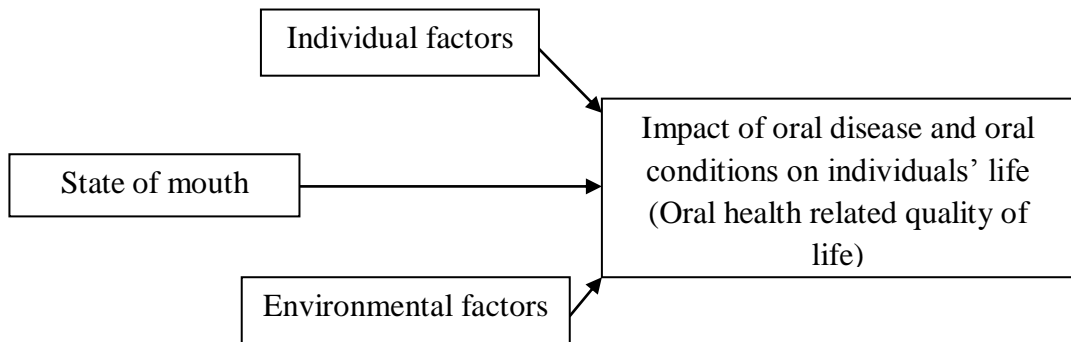 Individual factors
Impact of oral disease and oral
conditions on individuals’ life
(Oral health related quality of
life)
State of mouth
Environmental factors